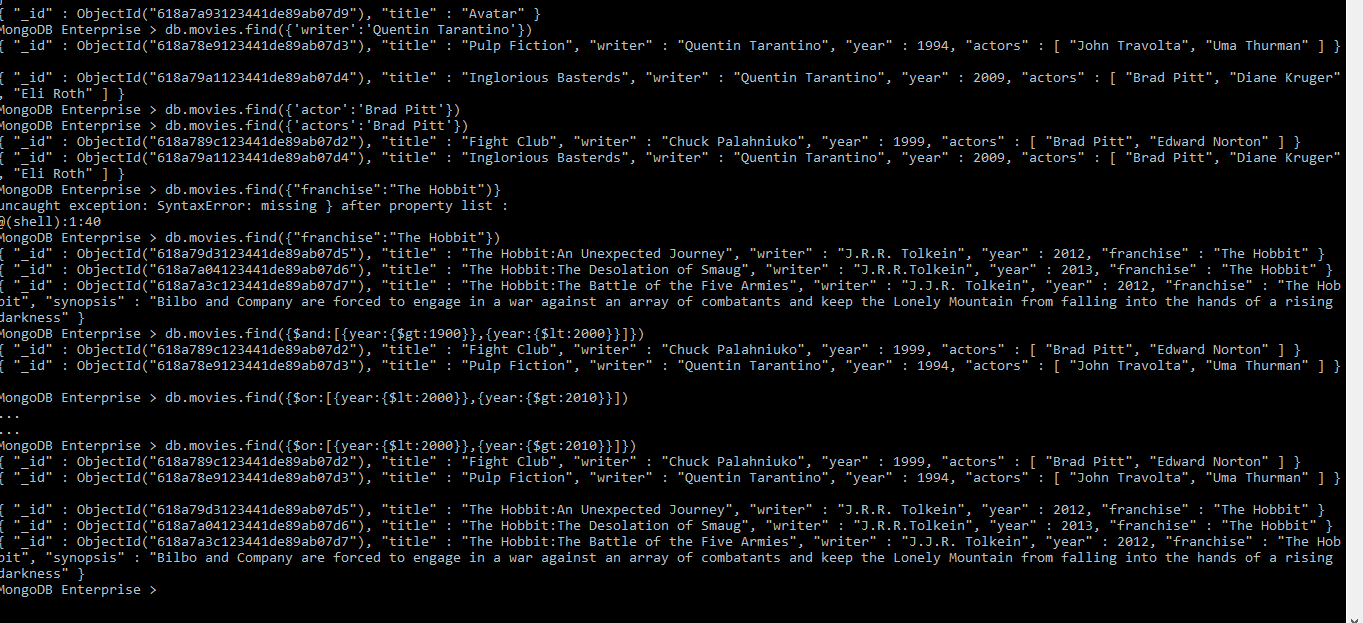 { "_id" : ObjectId("618a7a93123441de89ab07d9"), "title" : "Avatar" }
MongoDB Enterprise > db.movies.find({'writer':'Quentin Tarantino'})
{ "_id" : ObjectId("618a78e9123441de89ab07d3"), "title" : "Pulp Fiction", "writer" : "Quentin Tarantino", "year" : 1994, "actors" : [ "John Travolta", "Uma Thurman" ] }
{ "_id" : ObjectId("618a79a1123441de89ab07d4"), "title" : "Inglorious Basterds", "writer" : "Quentin Tarantino", "year" : 2009, "actors" : [ "Brad Pitt", "Diane Kruger"
, "Eli Roth" ] }
MongoDB Enterprise > db.movies.find({'actor':'Brad Pitt'})
MongoDB Enterprise > db.movies.find({'actors':'Brad Pitt'})
{ "_id" : ObjectId("618a789c123441de89ab07d2"), "title" : "Fight Club", "writer" : "Chuck Palahniuko", "year" : 1999, "actors" : [ "Brad Pitt", "Edward Norton" ] }
{ "_id" : ObjectId("618a79a1123441de89ab07d4"), "title" : "Inglorious Basterds", "writer" : "Quentin Tarantino", "year" : 2009, "actors" : [ "Brad Pitt", "Diane Kruger"
, "Eli Roth" ] }
MongoDB Enterprise > db.movies.find({"franchise":"The Hobbit")}
uncaught exception: SyntaxError: missing } after property list :
@(shell):1:40
MongoDB Enterprise > db.movies.find({"franchise":"The Hobbit"})
{ "_id" : ObjectId("618a79d3123441de89ab07d5"), "title" : "The Hobbit:An Unexpected Journey", "writer" : "J.R.R. Tolkein", "year" : 2012, "franchise" : "The Hobbit" }
{ "_id" : ObjectId("618a7a04123441de89ab07d6"), "title" : "The Hobbit:The Desolation of Smaug", "writer" : "J.R.R.Tolkein", "year" : 2013, "franchise" : "The Hobbit" }
{ "_id" : ObjectId("618a7a3c123441de89ab07d7"), "title" : "The Hobbit:The Battle of the Five Armies", "writer" : "J.J.R. Tolkein", "year" : 2012, "franchise" : "The Hob
bit", "synopsis" : "Bilbo and Company are forced to engage in a war against an array of combatants and keep the Lonely Mountain from falling into the hands of a rising
darkness" }
MongoDB Enterprise > db.movies.find({$and:[{year:{$gt:1900}},{year:{$lt:2000}}]})
{ "_id" : ObjectId("618a789c123441de89ab07d2"), "title" : "Fight Club", "writer" : "Chuck Palahniuko", "year" : 1999, "actors" : [ "Brad Pitt", "Edward Norton" ] }
{ "_id" : ObjectId("618a78e9123441de89ab07d3"), "title" : "Pulp Fiction", "writer" : "Quentin Tarantino", "year" : 1994, "actors" : [ "John Travolta", "Uma Thurman" ] }
MongoDB Enterprise > db.movies.find({$or:[{year:{$lt:2000}},{year:{$gt:2010}}])
...
...
MongoDB Enterprise > db.movies.find({$or:[{year:{$lt:2000}},{year:{$gt:2010}}]})
{ "_id" : ObjectId("618a789c123441de89ab07d2"), "title" : "Fight Club", "writer" : "Chuck Palahniuko", "year" : 1999, "actors" : [ "Brad Pitt", "Edward Norton" ] }
{ "_id" : ObjectId("618a78e9123441de89ab07d3"), "title" : "Pulp Fiction", "writer" : "Quentin Tarantino", "year" : 1994, "actors" : [ "John Travolta", "Uma Thurman" ] }
{ "_id" : ObjectId("618a79d3123441de89ab07d5"), "title" : "The Hobbit:An Unexpected Journey", "writer" : "J.R.R. Tolkein", "year" : 2012, "franchise" : "The Hobbit" }
{ "_id" : ObjectId("618a7a04123441de89ab07d6"), "title" : "The Hobbit:The Desolation of Smaug", "writer" : "J.R.R.Tolkein", "year" : 2013, "franchise" : "The Hobbit" }
{ "_id" : ObjectId("618a7a3c123441de89ab07d7"), "title" : "The Hobbit:The Battle of the Five Armies", "writer" : "J.J.R. Tolkein", "year" : 2012, "franchise" : "The Hob
bit", "synopsis" : "Bilbo and Company are forced to engage in a war against an array of combatants and keep the Lonely Mountain from falling into the hands of a rising
darkness" }
MongoDB Enterprise >